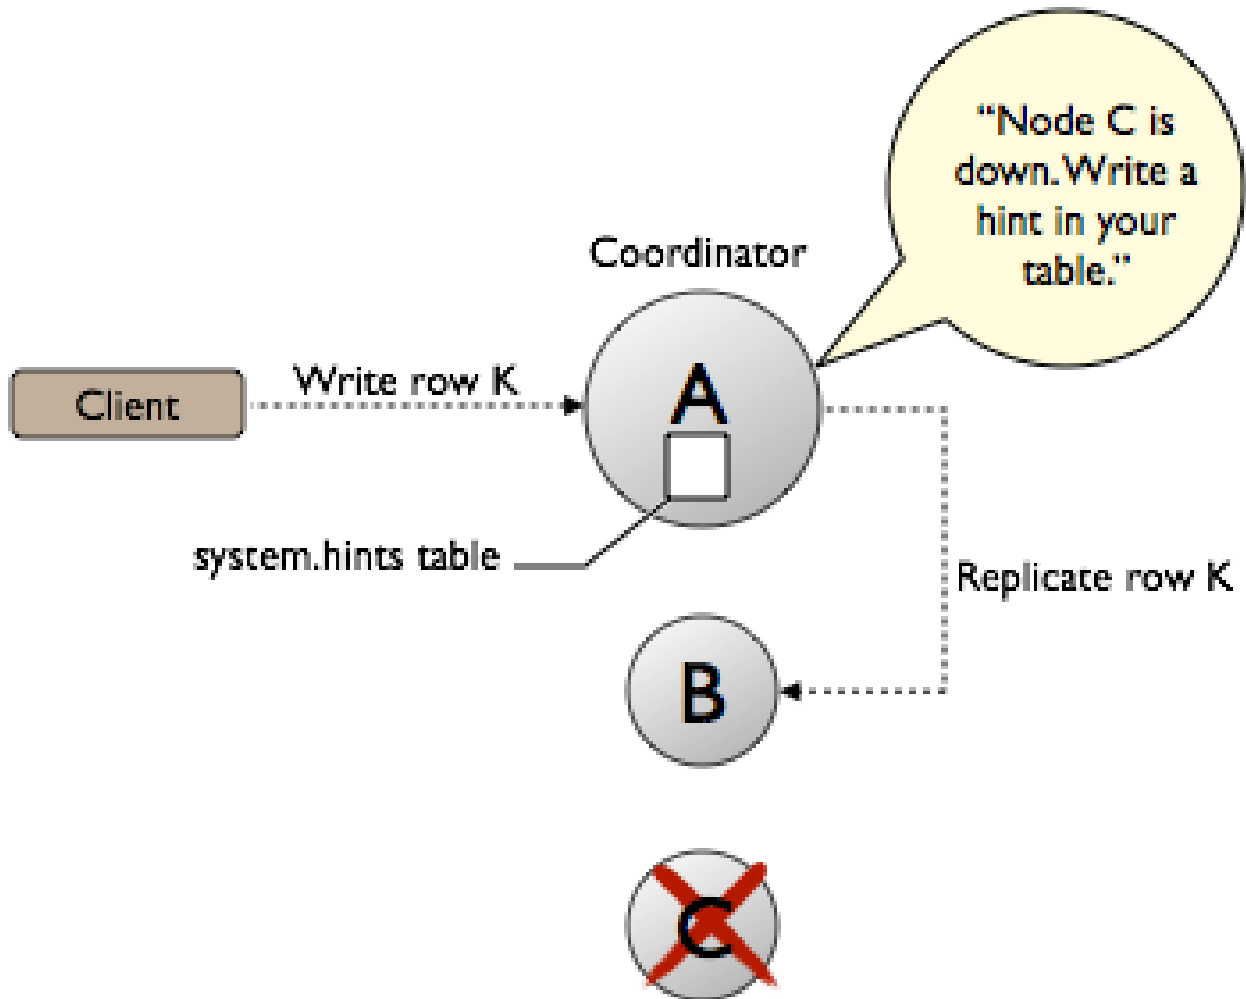 “Node C is
down. Write a
hint in your
table.”
Coordinator
A
Client
Write row K
system.hints table
Replicate row K
B
C